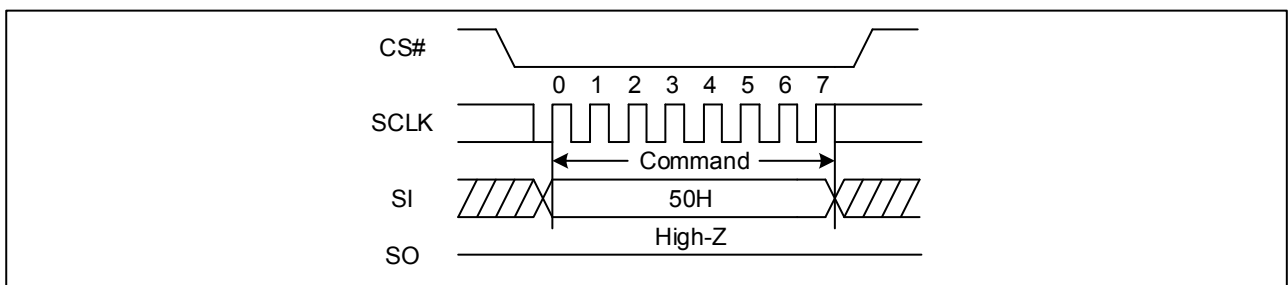 CS#
0 1 2 3 4 5 6 7
SCLK
Command
SI
50H
High-Z
SO